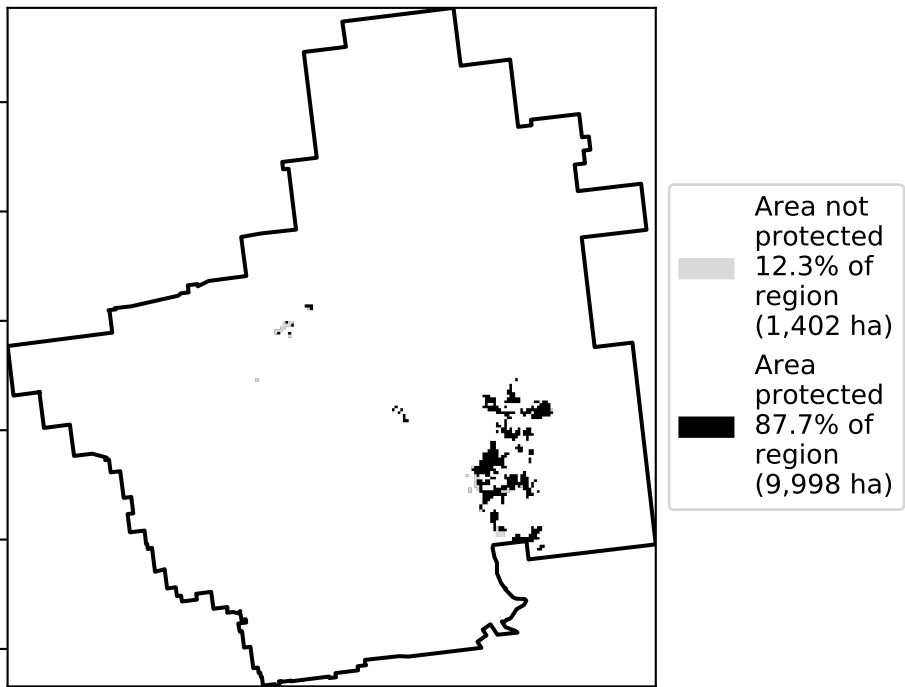 Area not
protected
12.3% of
region
(1,402 ha)
Area
protected
87.7% of
region
(9,998 ha)